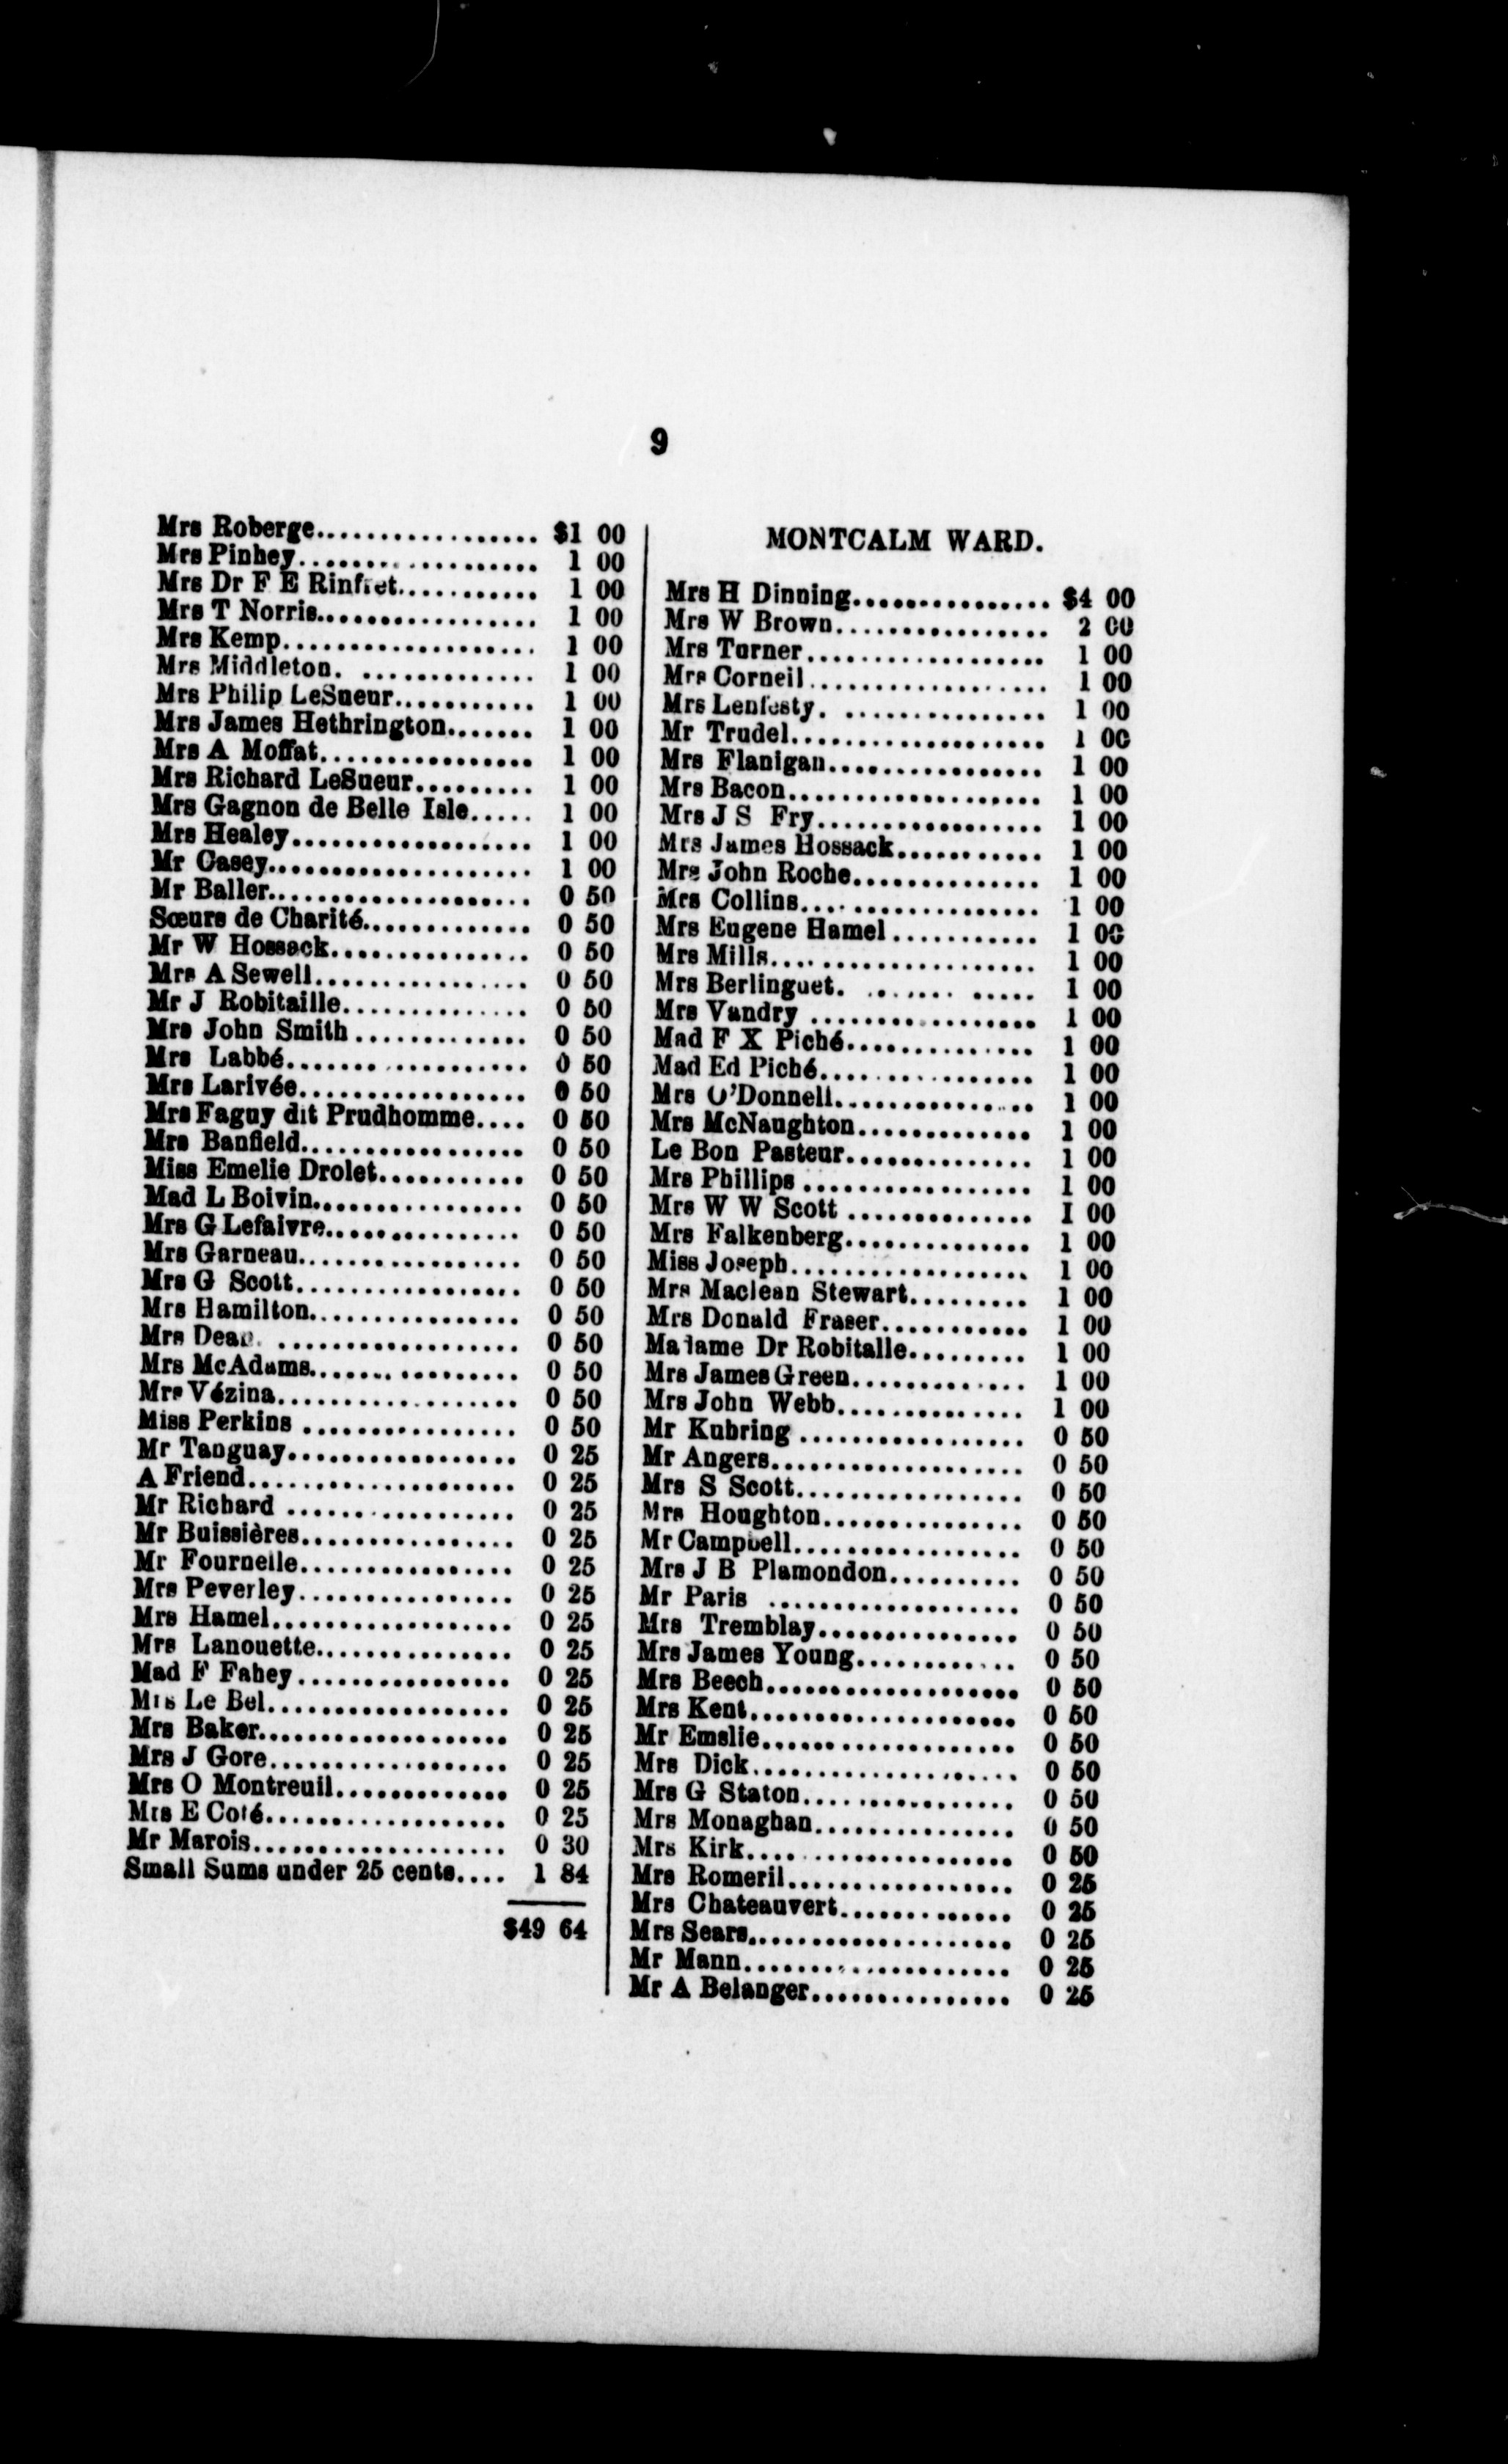 9
Mrs Roberge.................. $1 00
Mrs Pinhey................... 1 00
Mrs Dr F E Rinfret........... 1 00
Mrs T Norris................. 1 00
Mrs Kemp.................... 1 00
Mrs Middleton. .............. 1 00
Mrs Philip LeSueur........... 1 00
Mrs James Hethrington....... 1 00
Mrs A Moffat................. 1 00
Mrs Richard LeSueur......... 1 00
Mrs Gagnon de Belle Isle..... 1 00
Mrs Healey................... 1 00
Mr Casey..................... 1 00
Mr Baller..................... 0 50
Sœurs de Charité............. 0 50
Mr W Hossack................ 0 50
Mrs A Sewell................. 0 50
Mr J Robitaille............... 0 50
Mrs John Smith .............. 0 50
Mrs Labbé................... 0 50
Mrs Larivée.................. 0 50
Mrs Faguy dit Prudhomme.... 0 50
Mrs Banfield.................. 0 50
Miss Emelie Drolet............ 0 50
Mad L Boivin................. 0 50
Mrs G Lefaivre................ 0 50
Mrs Garneau.................. 0 50
Mrs G Scott.................. 0 50
Mrs Hamilton................. 0 50
Mrs Dean. ................... 0 50
Mrs McAdams................. 0 50
Mrs Vézina................... 0 50
Miss Perkins ................. 0 50
Mr Tanguay.................. 0 25
A Friend..................... 0 25
Mr Richard .................. 0 25
Mr Buissières................. 0 25
Mr Fournelle................. 0 25
Mrs Peverley................. 0 25
Mrs Hamel................... 0 25
Mrs Lanouette................ 0 25
Mad F Fahey................. 0 25
Mrs Le Bel................... 0 25
Mrs Baker.................... 0 25
Mrs J Gore................... 0 25
Mrs O Montreuil.............. 0 25
Mrs E Coté................... 0 25
Mr Marois.................... 0 30
Small Sums under 25 cents.... 1 84
$49 64
MONTCALM WARD.
Mrs H Dinning................ $4 00
Mrs W Brown................. 2 00
Mrs Turner................... 1 00
Mrs Corneil................... 1 00
Mrs Lenfesty. ................ 1 00
Mr Trudel.................... 1 00
Mrs Flanigan................. 1 00
Mrs Bacon.................... 1 00
Mrs J S Fry.................. 1 00
Mrs James Hossack........... 1 00
Mrs John Roche............... 1 00
Mrs Collins................... 1 00
Mrs Eugene Hamel............ 1 00
Mrs Mills..................... 1 00
Mrs Berlinguet. ....... ..... 1 00
Mrs Vandry .................. 1 00
Mad F X Piché............... 1 00
Mad Ed Piché................. 1 00
Mrs O'Donnell................ 1 00
Mrs McNaughton.............. 1 00
Le Bon Pasteur............... 1 00
Mrs Phillips .................. 1 00
Mrs W W Scott ............... 1 00
Mrs Falkenberg............... 1 00
Miss Joseph................... 1 00
Mrs Maclean Stewart......... 1 00
Mrs Donald Fraser............ 1 00
Madame Dr Robitalle......... 1 00
Mrs James Green.............. 1 00
Mrs John Webb............... 1 00
Mr Kuhring .................. 0 50
Mr Angers.................... 0 50
Mrs S Scott.................. 0 50
Mrs Houghton................ 0 50
Mr Campbell.................. 0 50
Mrs J B Plamondon........... 0 50
Mr Paris .................... 0 50
Mrs Tremblay................ 0 50
Mrs James Young............. 0 50
Mrs Beech.................... 0 50
Mrs Kent..................... 0 50
Mr Emslie.................... 0 50
Mrs Dick..................... 0 50
Mrs G Staton................. 0 50
Mrs Monaghan................ 0 50
Mrs Kirk..................... 0 50
Mrs Romeril.................. 0 25
Mrs Chateauvert.............. 0 25
Mrs Sears..................... 0 25
Mr Mann..................... 0 25
Mr A Belanger................ 0 25